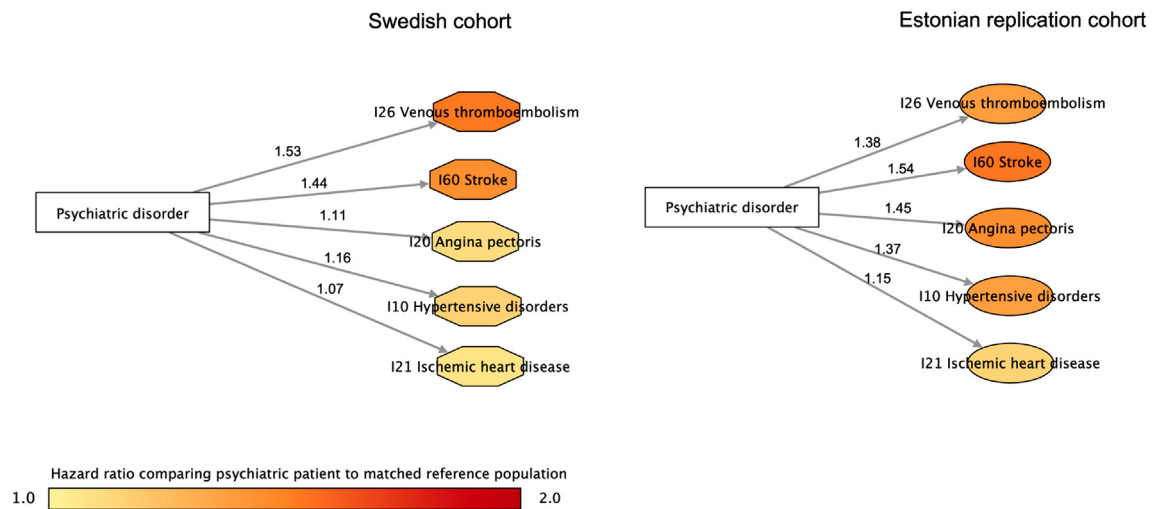 Swedish cohort
Estonian replication cohort
I26 Venous thromboembolism
1.53
I60 Stroke
1.44
Psychiatric disorder
1.11
I20 Angina pectoris
1.16
I10 Hypertensive disorders
1.07
I21 Ischemic heart disease
I26 Venous thromboembolism
1.38
I60 Stroke
1.54
Psychiatric disorder
1.45
I20 Angina pectoris
1.37
1.15
I10 Hypertensive disorders
I21 Ischemic heart disease
Hazard ratio comparing psychiatric patient to matched reference population
1.0
2.0